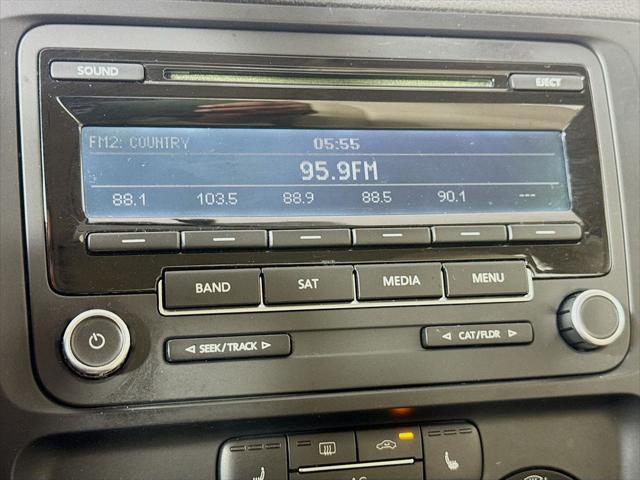 SOUND EJECT
FM2: COUNTRY 05:55
95.9FM
88.1 103.5 88.9 88.5 90.1 ---
BAND SAT MEDIA MENU
SEEK/TRACK CAT/FLDR
AC